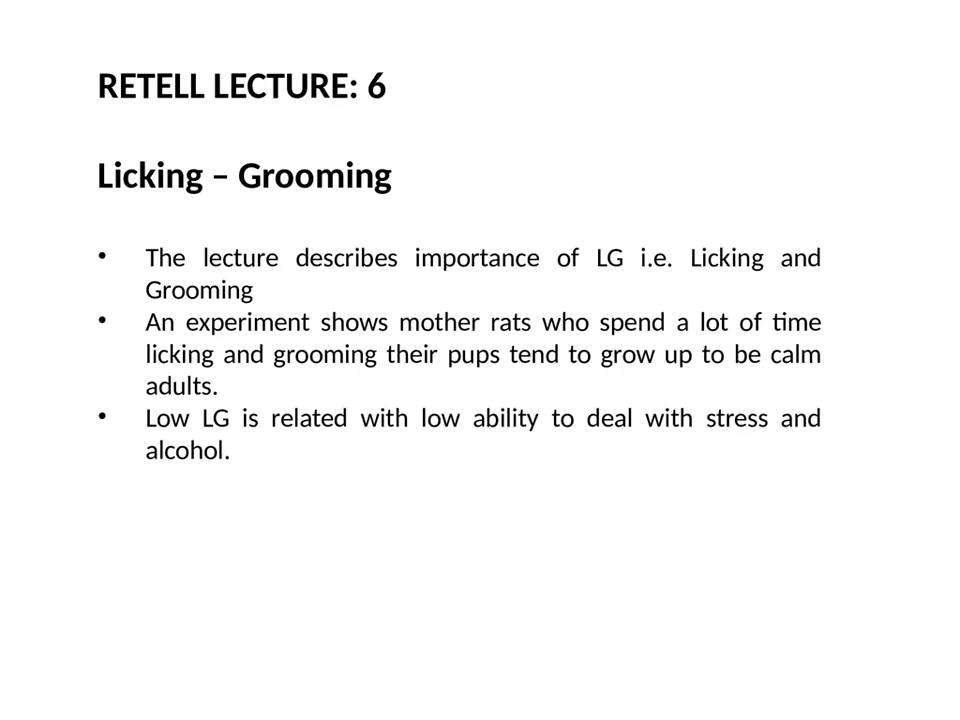 RETELL LECTURE: 6
Licking – Grooming
• The lecture describes importance of LG i.e. Licking and
Grooming
• An experiment shows mother rats who spend a lot of time
licking and grooming their pups tend to grow up to be calm
adults.
• Low LG is related with low ability to deal with stress and
alcohol.